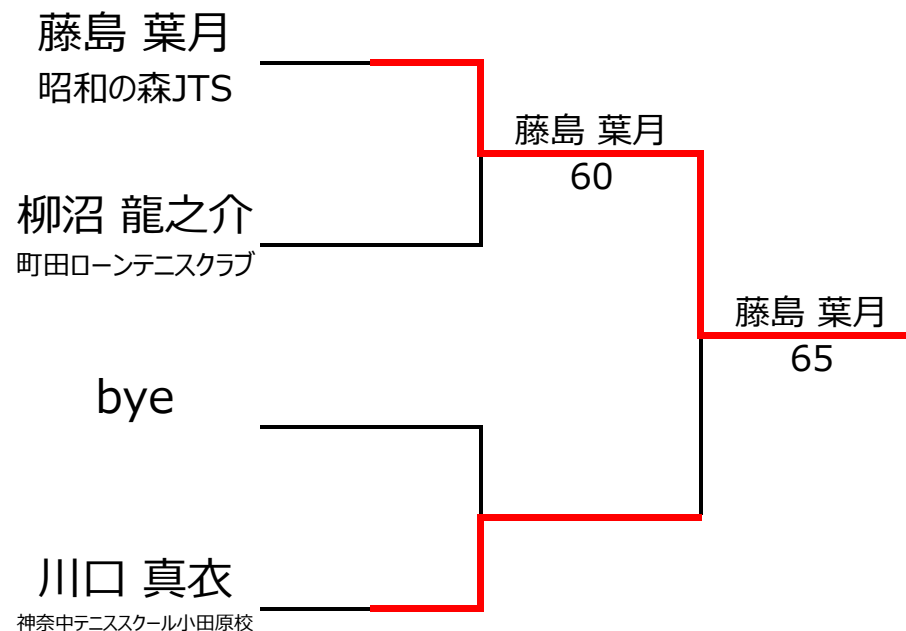 藤島 葉月
昭和の森JTS
藤島 葉月
60
柳沼 龍之介
町田ローンテニスクラブ
藤島 葉月
65
bye
川口 真衣
神奈中テニススクール小田原校